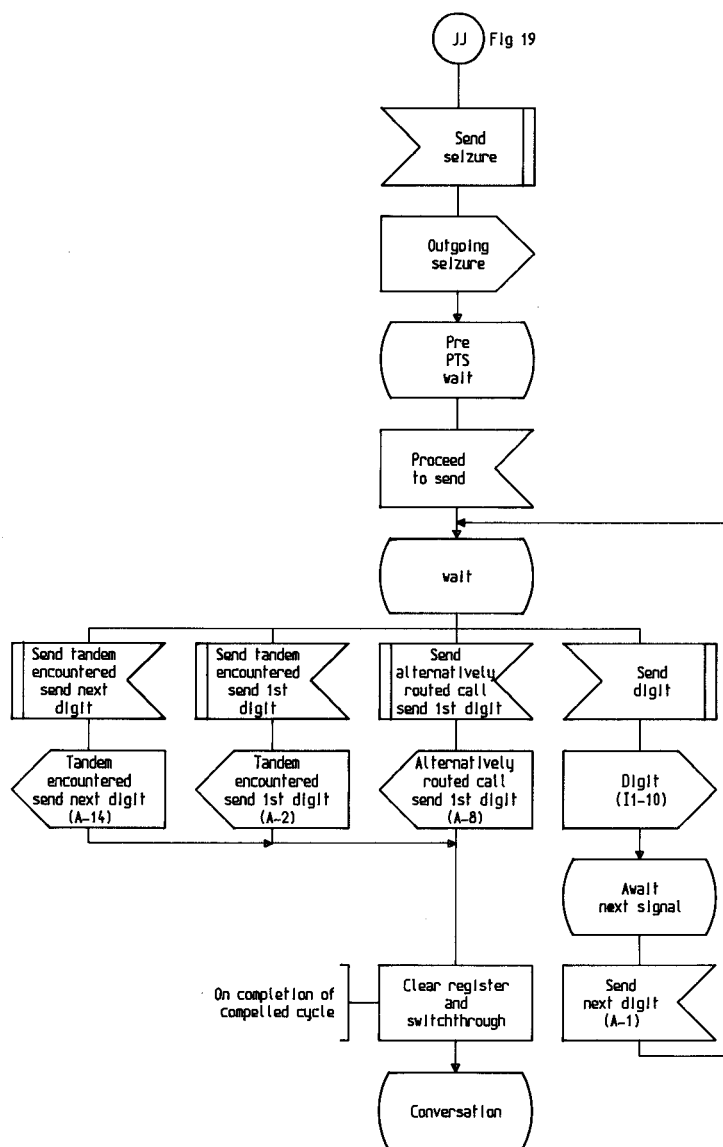 JJ Fig 19
Send
seizure
Outgoing
seizure
Pre
PTS
wait
Proceed
to send
wait
Send tandem
encountered
send next
digit
Send tandem
encountered
send 1st
digit
Send
alternatively
routed call
send 1st digit
Send
digit
Tandem
encountered
send next digit
(A-14)
Tandem
encountered
send 1st digit
(A-2)
Alternatively
routed call
send 1st digit
(A-8)
Digit
(I1-10)
Await
next signal
On completion of
compelled cycle
Clear register
and
switchthrough
Send
next digit
(A-1)
Conversation